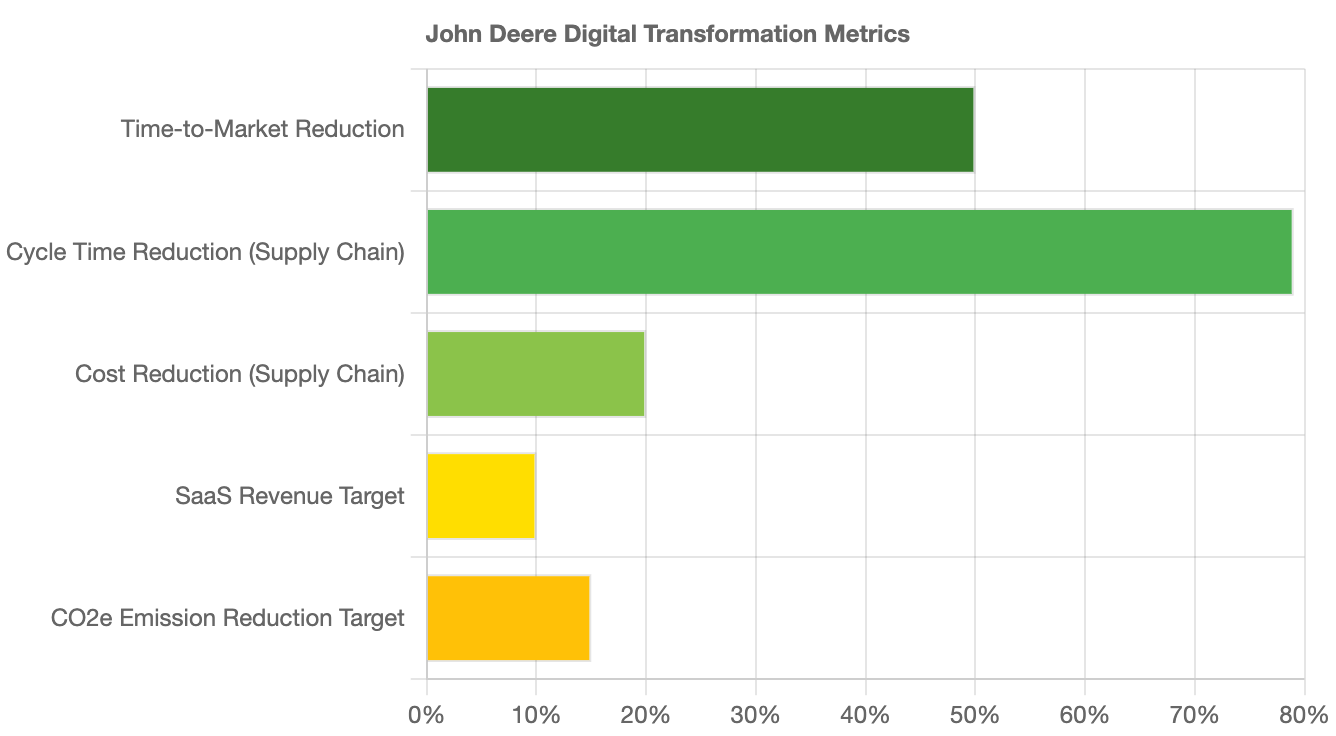 John Deere Digital Transformation Metrics
Time-to-Market Reduction
Cycle Time Reduction (Supply Chain)
Cost Reduction (Supply Chain)
SaaS Revenue Target
CO2e Emission Reduction Target
0% 10% 20% 30% 40% 50% 60% 70% 80%